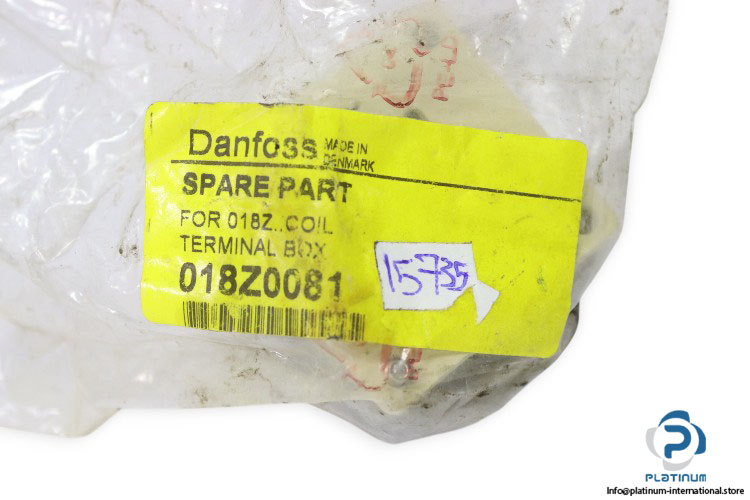 Danfoss MADE IN DENMARK
SPARE PART
FOR 018Z..COIL
TERMINAL BOX
018Z0081
15735
PLATINUM
Info@platinum-international.store